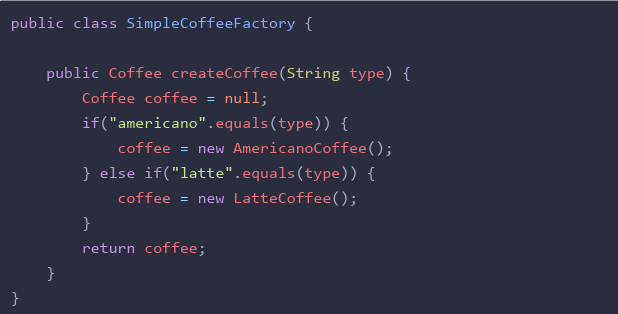 public class SimpleCoffeeFactory {

    public Coffee createCoffee(String type) {
        Coffee coffee = null;
        if("americano".equals(type)) {
            coffee = new AmericanoCoffee();
        } else if("latte".equals(type)) {
            coffee = new LatteCoffee();
        }
        return coffee;
    }
}